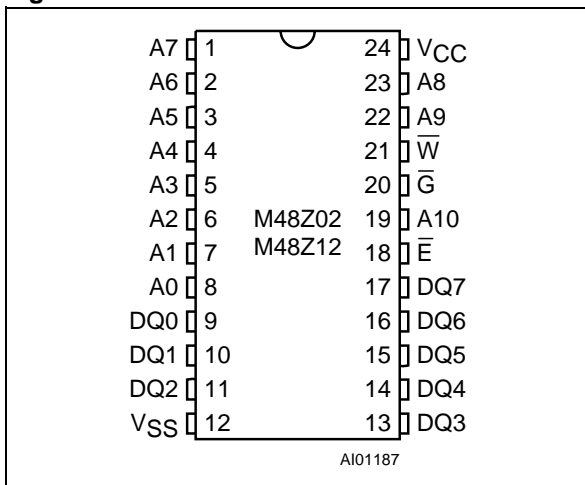 A7 1 24 VCC
A6 2 23 A8
A5 3 22 A9
A4 4 21 W̅
A3 5 20 G̅
A2 6 M48Z02 19 A10
A1 7 M48Z12 18 E̅
A0 8 17 DQ7
DQ0 9 16 DQ6
DQ1 10 15 DQ5
DQ2 11 14 DQ4
VSS 12 13 DQ3
AI01187